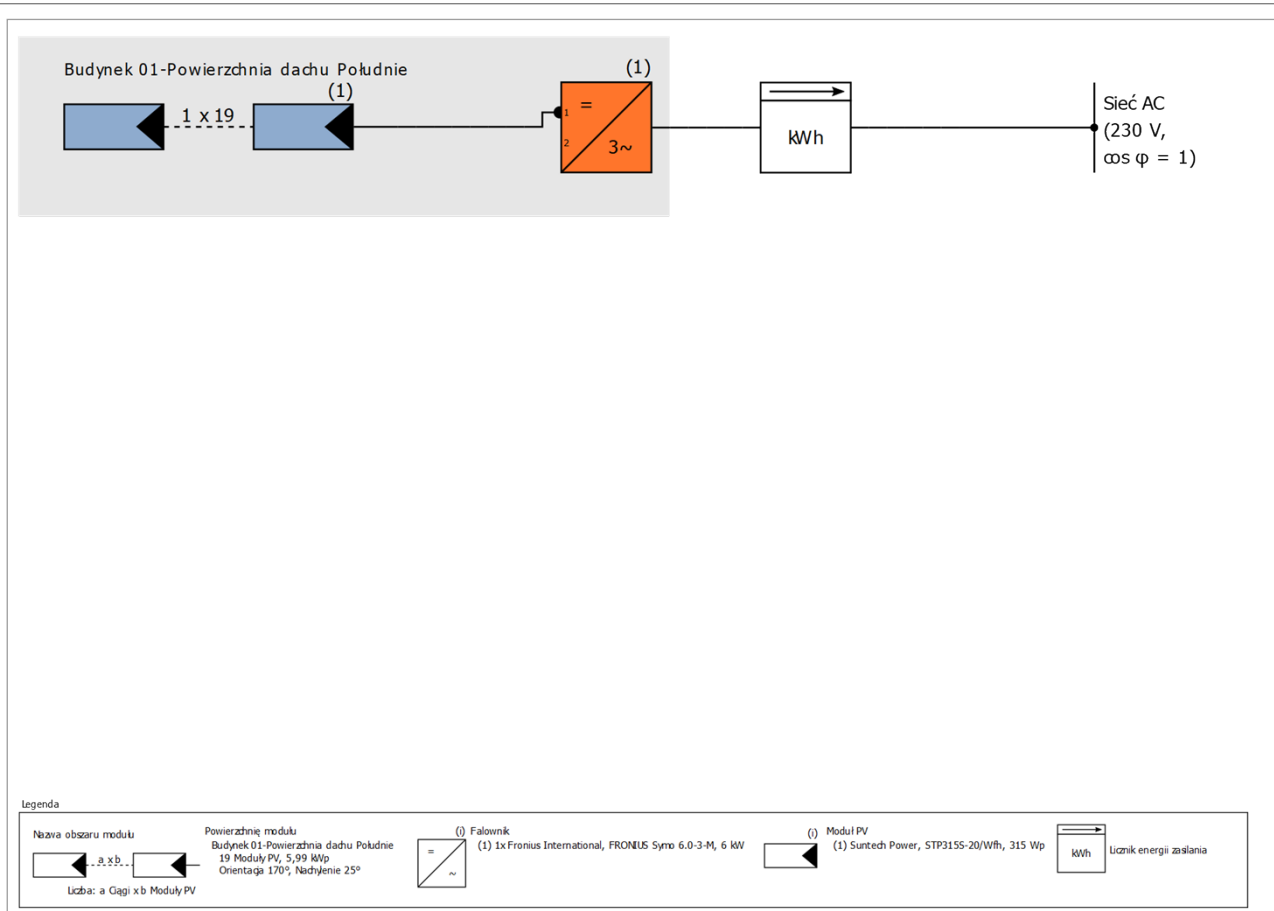 Budynek 01-Powierzchnia dachu Południe
(1)
(1)
1 x 19
=
1
2
3~
kWh
Sieć AC
(230 V,
cos φ = 1)
Legenda
Nazwa obszaru modułu
a x b
Liczba: a Ciągi x b Moduły PV
Powierzchnię modułu
Budynek 01-Powierzchnia dachu Południe
19 Moduły PV, 5,99 kWp
Orientacja 170°, Nachylenie 25°
=
~
(i) Falownik
(1) 1x Fronius International, FRONIUS Symo 6.0-3-M, 6 kW
(i) Moduł PV
(1) Suntech Power, STP315S-20/Wfh, 315 Wp
kWh
Licznik energii zasilania